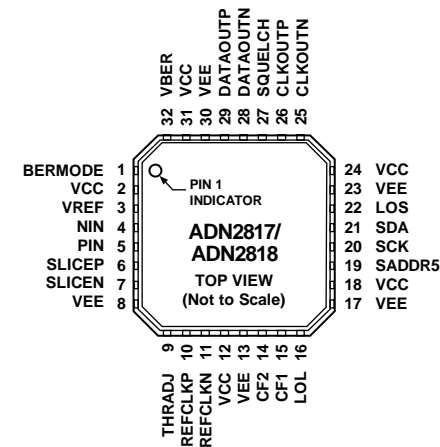 32 VBER
31 VCC
30 VEE
29 DATAOUTP
28 DATAOUTN
27 SQUELCH
26 CLKOUTP
25 CLKOUTN
BERMODE 1
VCC 2
VREF 3
NIN 4
PIN 5
SLICEP 6
SLICEN 7
VEE 8
PIN 1
INDICATOR
ADN2817/
ADN2818
TOP VIEW
(Not to Scale)
24 VCC
23 VEE
22 LOS
21 SDA
20 SCK
19 SADDR5
18 VCC
17 VEE
THRADJ 9
REFCLKP 10
REFCLKN 11
VCC 12
VEE 13
CF2 14
CF1 15
LOL 16